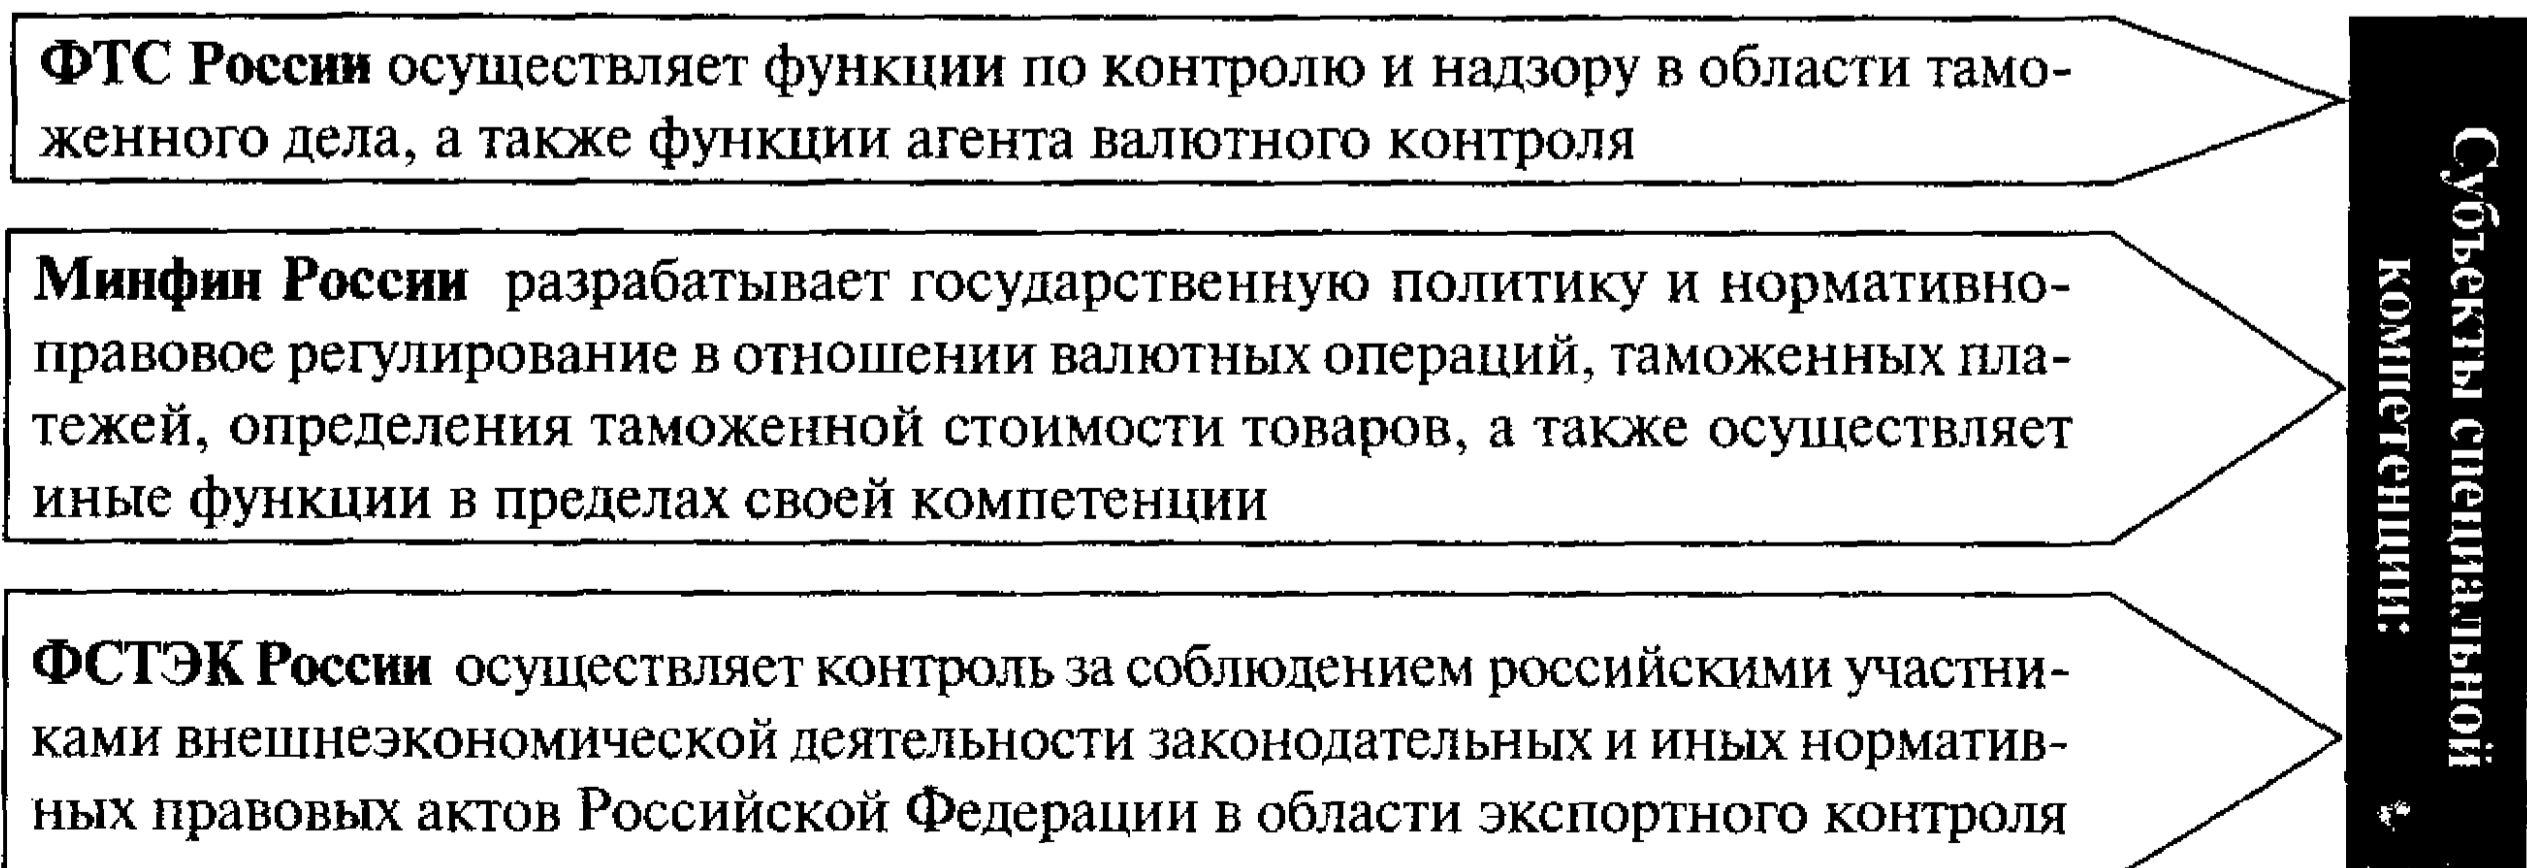 ФТС России осуществляет функции по контролю и надзору в области тамо-
женного дела, а также функции агента валютного контроля
Минфин России разрабатывает государственную политику и нормативно-
правовое регулирование в отношении валютных операций, таможенных пла-
тежей, определения таможенной стоимости товаров, а также осуществляет
иные функции в пределах своей компетенции
ФСТЭК России осуществляет контроль за соблюдением российскими участни-
ками внешнеэкономической деятельности законодательных и иных норматив-
ных правовых актов Российской Федерации в области экспортного контроля
Субъекты специальной
компетенции: